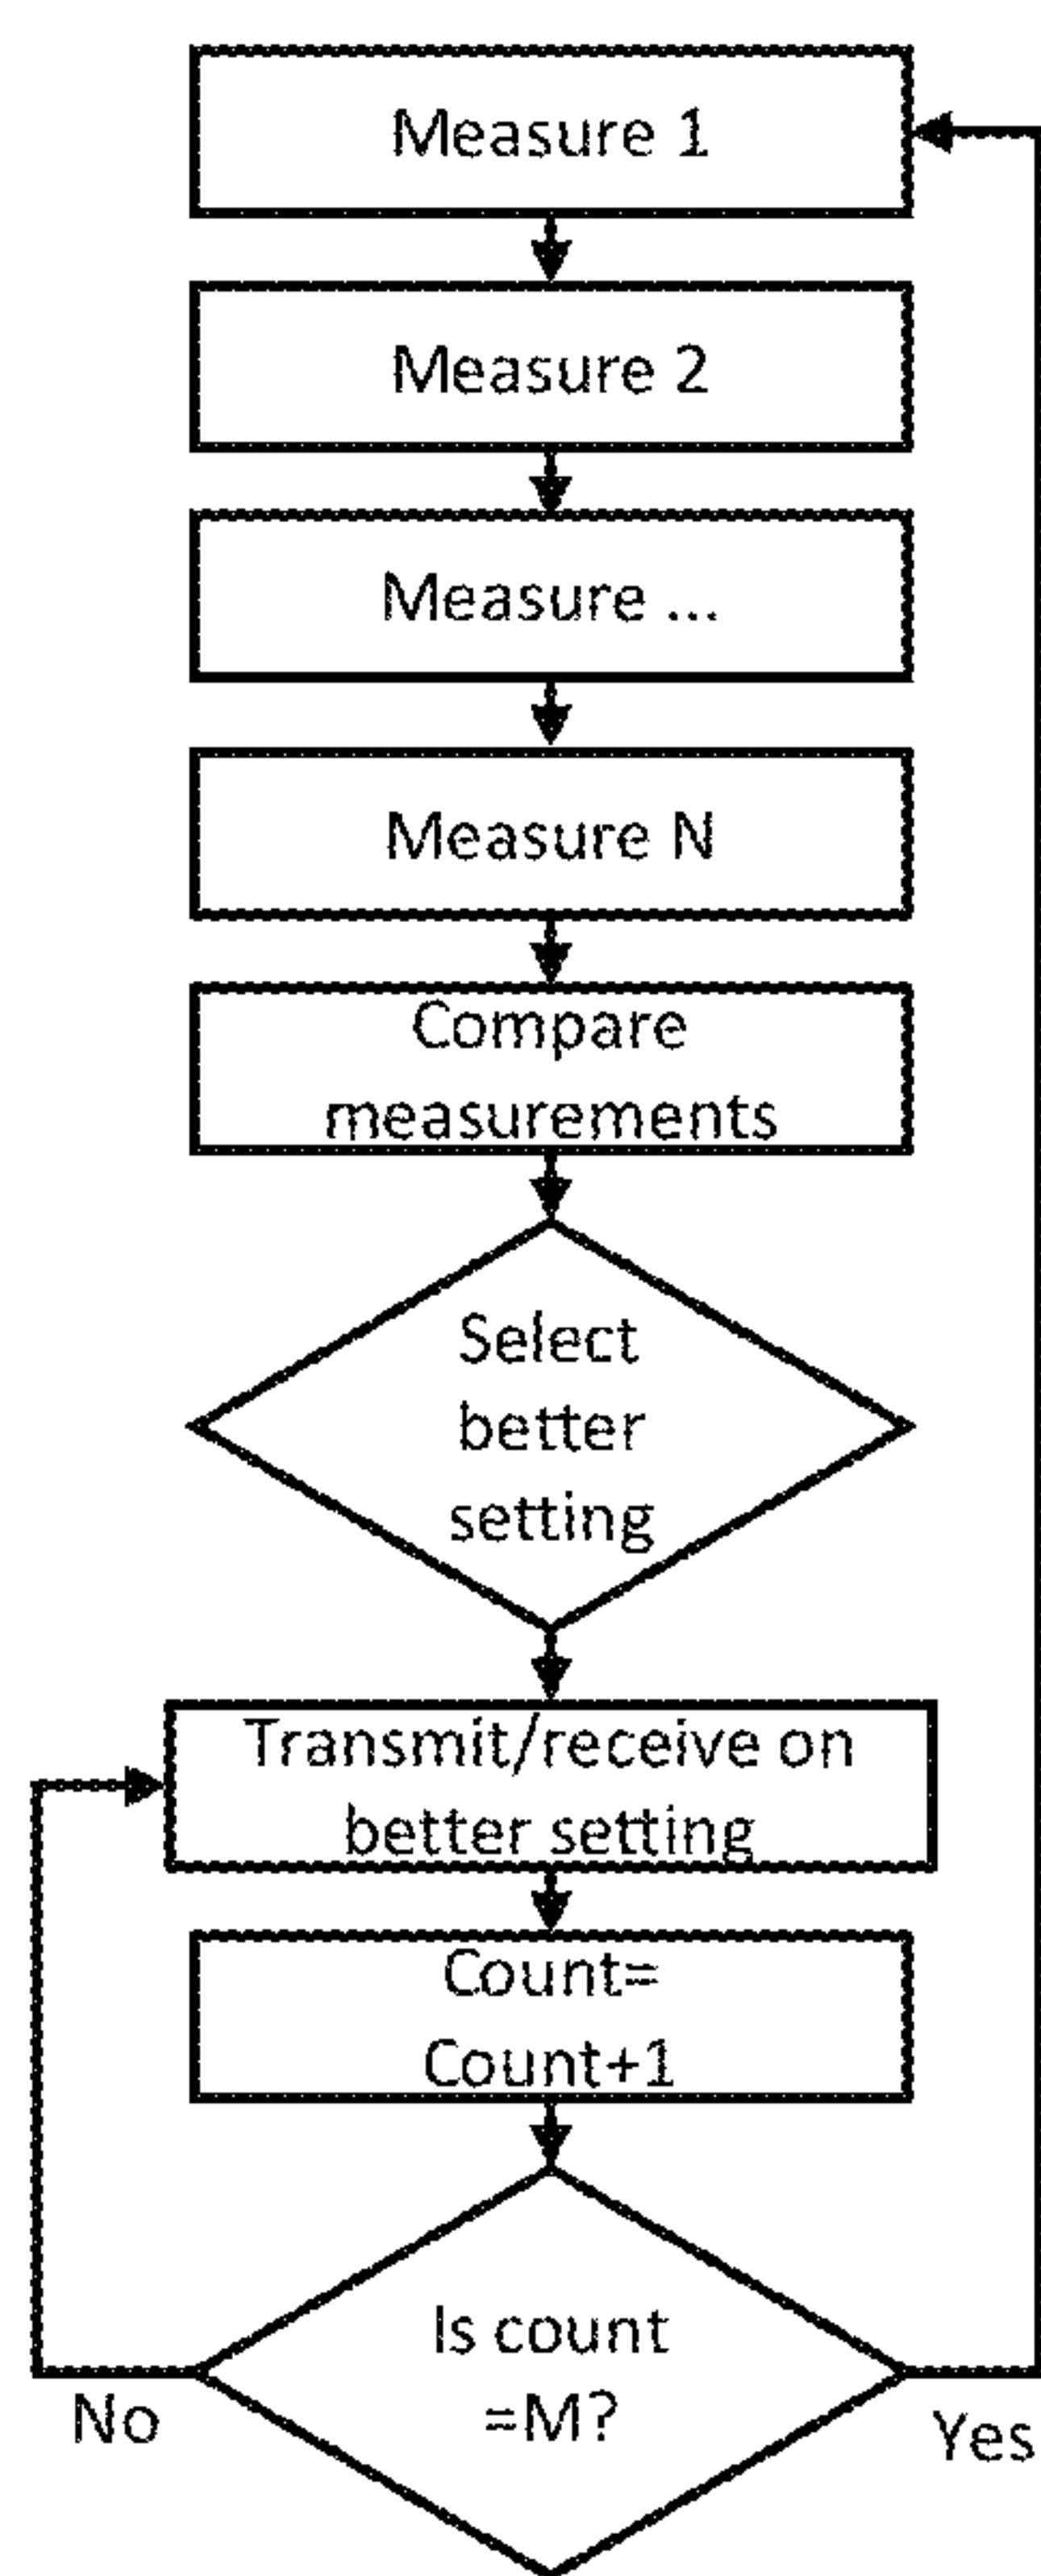 Measure 1
Measure 2
Measure ...
Measure N
Compare
measurements
Select
better
setting
Transmit/receive on
better setting
Count=
Count+1
Is count
=M?
No
Yes